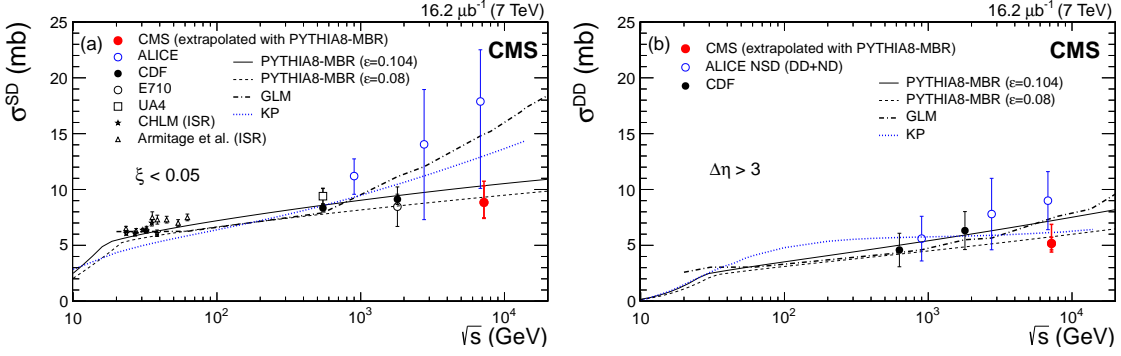 16.2 μb⁻¹ (7 TeV)
σ^SD (mb)
25
20
15
10
5
0
(a)
CMS
CMS (extrapolated with PYTHIA8-MBR)
ALICE
CDF
E710
UA4
CHLM (ISR)
Armitage et al. (ISR)
PYTHIA8-MBR (ε=0.104)
PYTHIA8-MBR (ε=0.08)
GLM
KP
ξ < 0.05
10 10² 10³ 10⁴
√s (GeV)
16.2 μb⁻¹ (7 TeV)
σ^DD (mb)
25
20
15
10
5
0
(b)
CMS
CMS (extrapolated with PYTHIA8-MBR)
ALICE NSD (DD+ND)
CDF
PYTHIA8-MBR (ε=0.104)
PYTHIA8-MBR (ε=0.08)
GLM
KP
Δη > 3
10 10² 10³ 10⁴
√s (GeV)